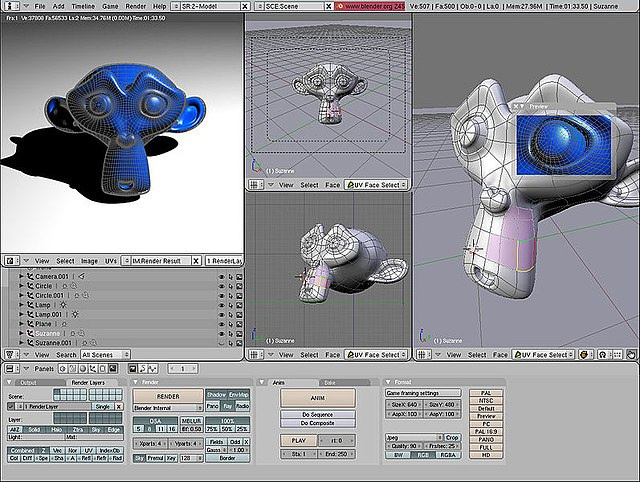 File Add Timeline Game Render Help SR:2-Model X SCE:Scene X www.blender.org 245 Ve:507 | Fa:500 | Ob:0-0 | La:0 | Mem:27.96M | Time:01:33.50 | Suzanne
Fra:1 Ve:37800 Fa:56533 La:2 Mem:34.76M (0.00M) Time:01:33.50
Preview
(1) Suzanne
View Select Face UV Face Select
(1) Suzanne
(1) Suzanne
View Select Image UVs IM:Render Result X 1 RenderLay
Camera.001
Circle
Circle.001
Lamp
Lamp.001
Plane
Suzanne
Suzanne.001
View Search All Scenes
View Select Face UV Face Select
View Select Face UV Face Select
Panels 1
Output Render Layers
Scene:
RenderLayer Single X
Layer:
AllZ Solid Halo Ztra Sky Edge
Light: Mat:
Combined Z Vec Nor UV IndexOb
Col Diff Spe Sha A Refl Refr Rad
Render
RENDER
Blender Internal
Shadow EnvMap
Pano Ray Radio
OSA MBLUR 100%
5 8 11 16 Bf: 0.50 75% 50% 25%
Xparts: 4 Yparts: 4 Fields Odd X
Gauss 1.00
Sky Premul Key 128 Border
Anim Bake
ANIM
Do Sequence
Do Composite
PLAY rt: 0
Sta: 1 End: 250
Format
Game framing settings
SizeX: 640 SizeY: 480
AspX: 100 AspY: 100
Jpeg Crop
Quality: 90 Frs/sec: 25
BW RGB RGBA
PAL
NTSC
Default
Preview
PC
PAL 16:9
PANO
FULL
HD